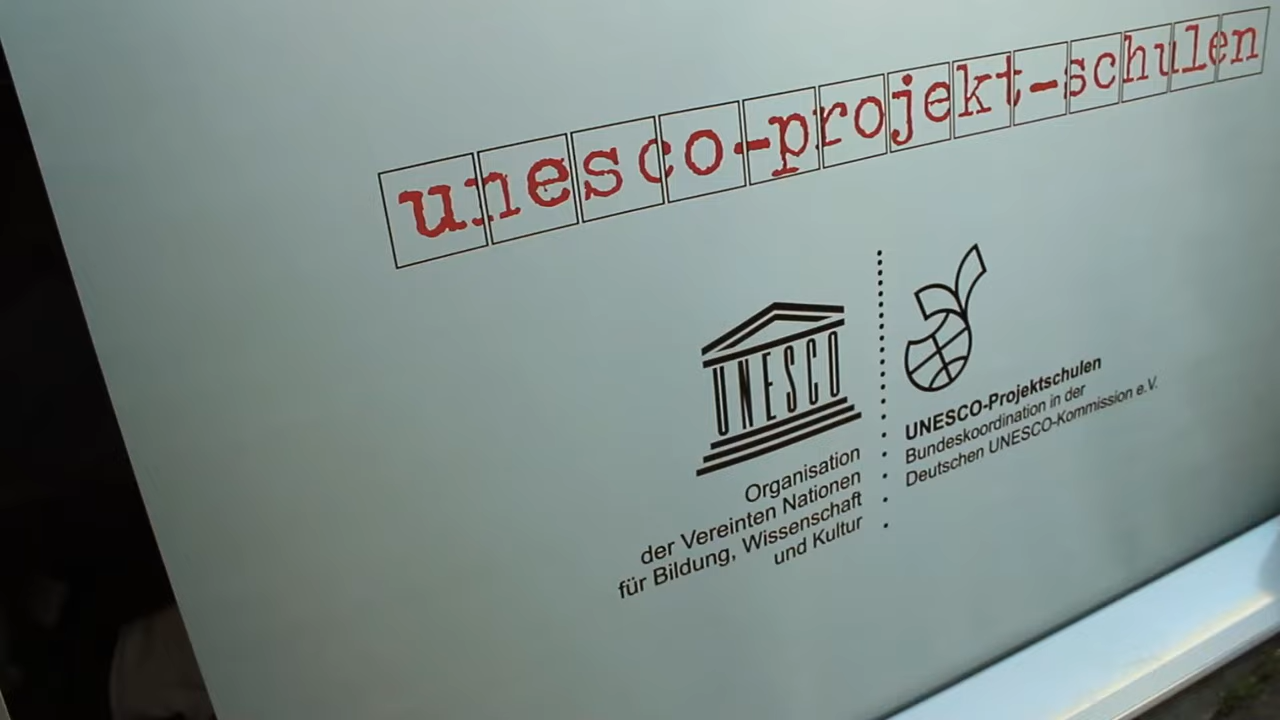 unesco-projekt-schulen
UNESCO
Organisation
der Vereinten Nationen
für Bildung, Wissenschaft
und Kultur
UNESCO-Projektschulen
Bundeskoordination in der
Deutschen UNESCO-Kommission e.V.